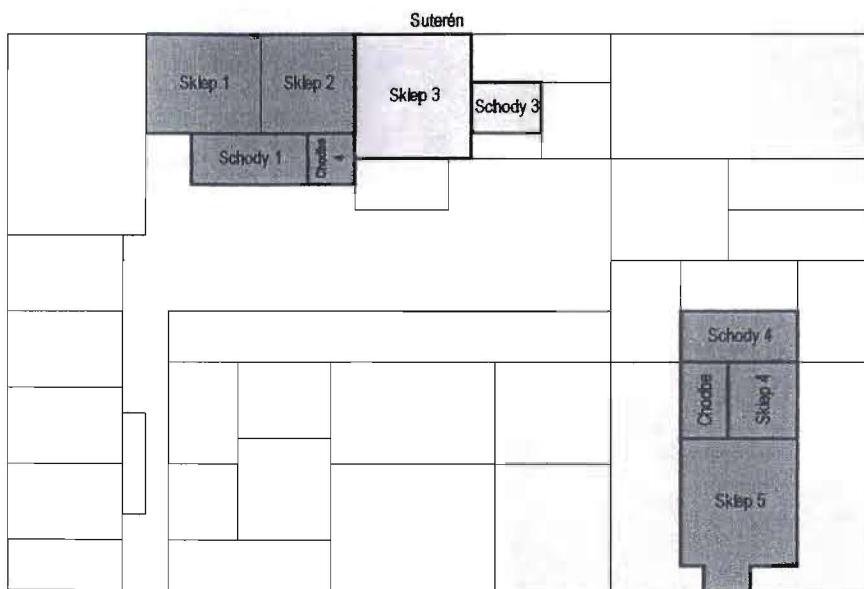 Suterén
Sklep 1
Sklep 2
Sklep 3
Schody 3
Schody 1
Chodba
4
Schody 4
Chodba
Sklep 4
Sklep 5